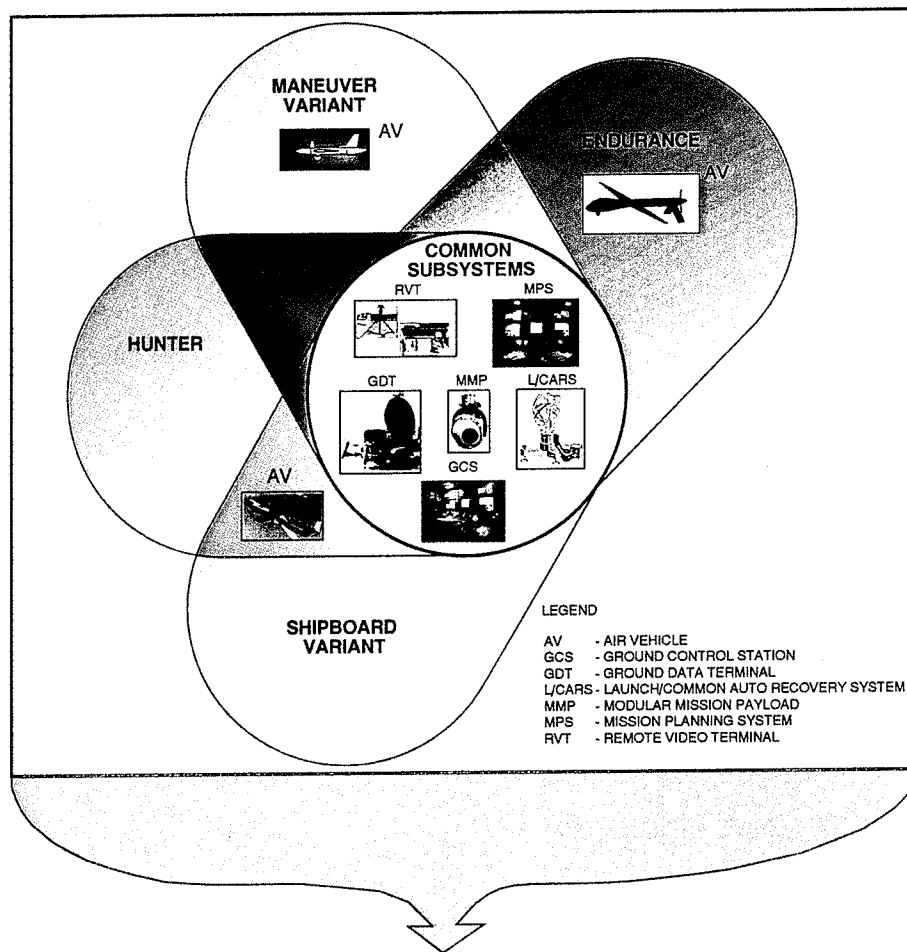 MANEUVER
VARIANT
AV
ENDURANCE
AV
COMMON
SUBSYSTEMS
RVT
MPS
HUNTER
GDT
MMP
L/CARS
GCS
AV
SHIPBOARD
VARIANT
LEGEND
AV - AIR VEHICLE
GCS - GROUND CONTROL STATION
GDT - GROUND DATA TERMINAL
L/CARS - LAUNCH/COMMON AUTO RECOVERY SYSTEM
MMP - MODULAR MISSION PAYLOAD
MPS - MISSION PLANNING SYSTEM
RVT - REMOTE VIDEO TERMINAL